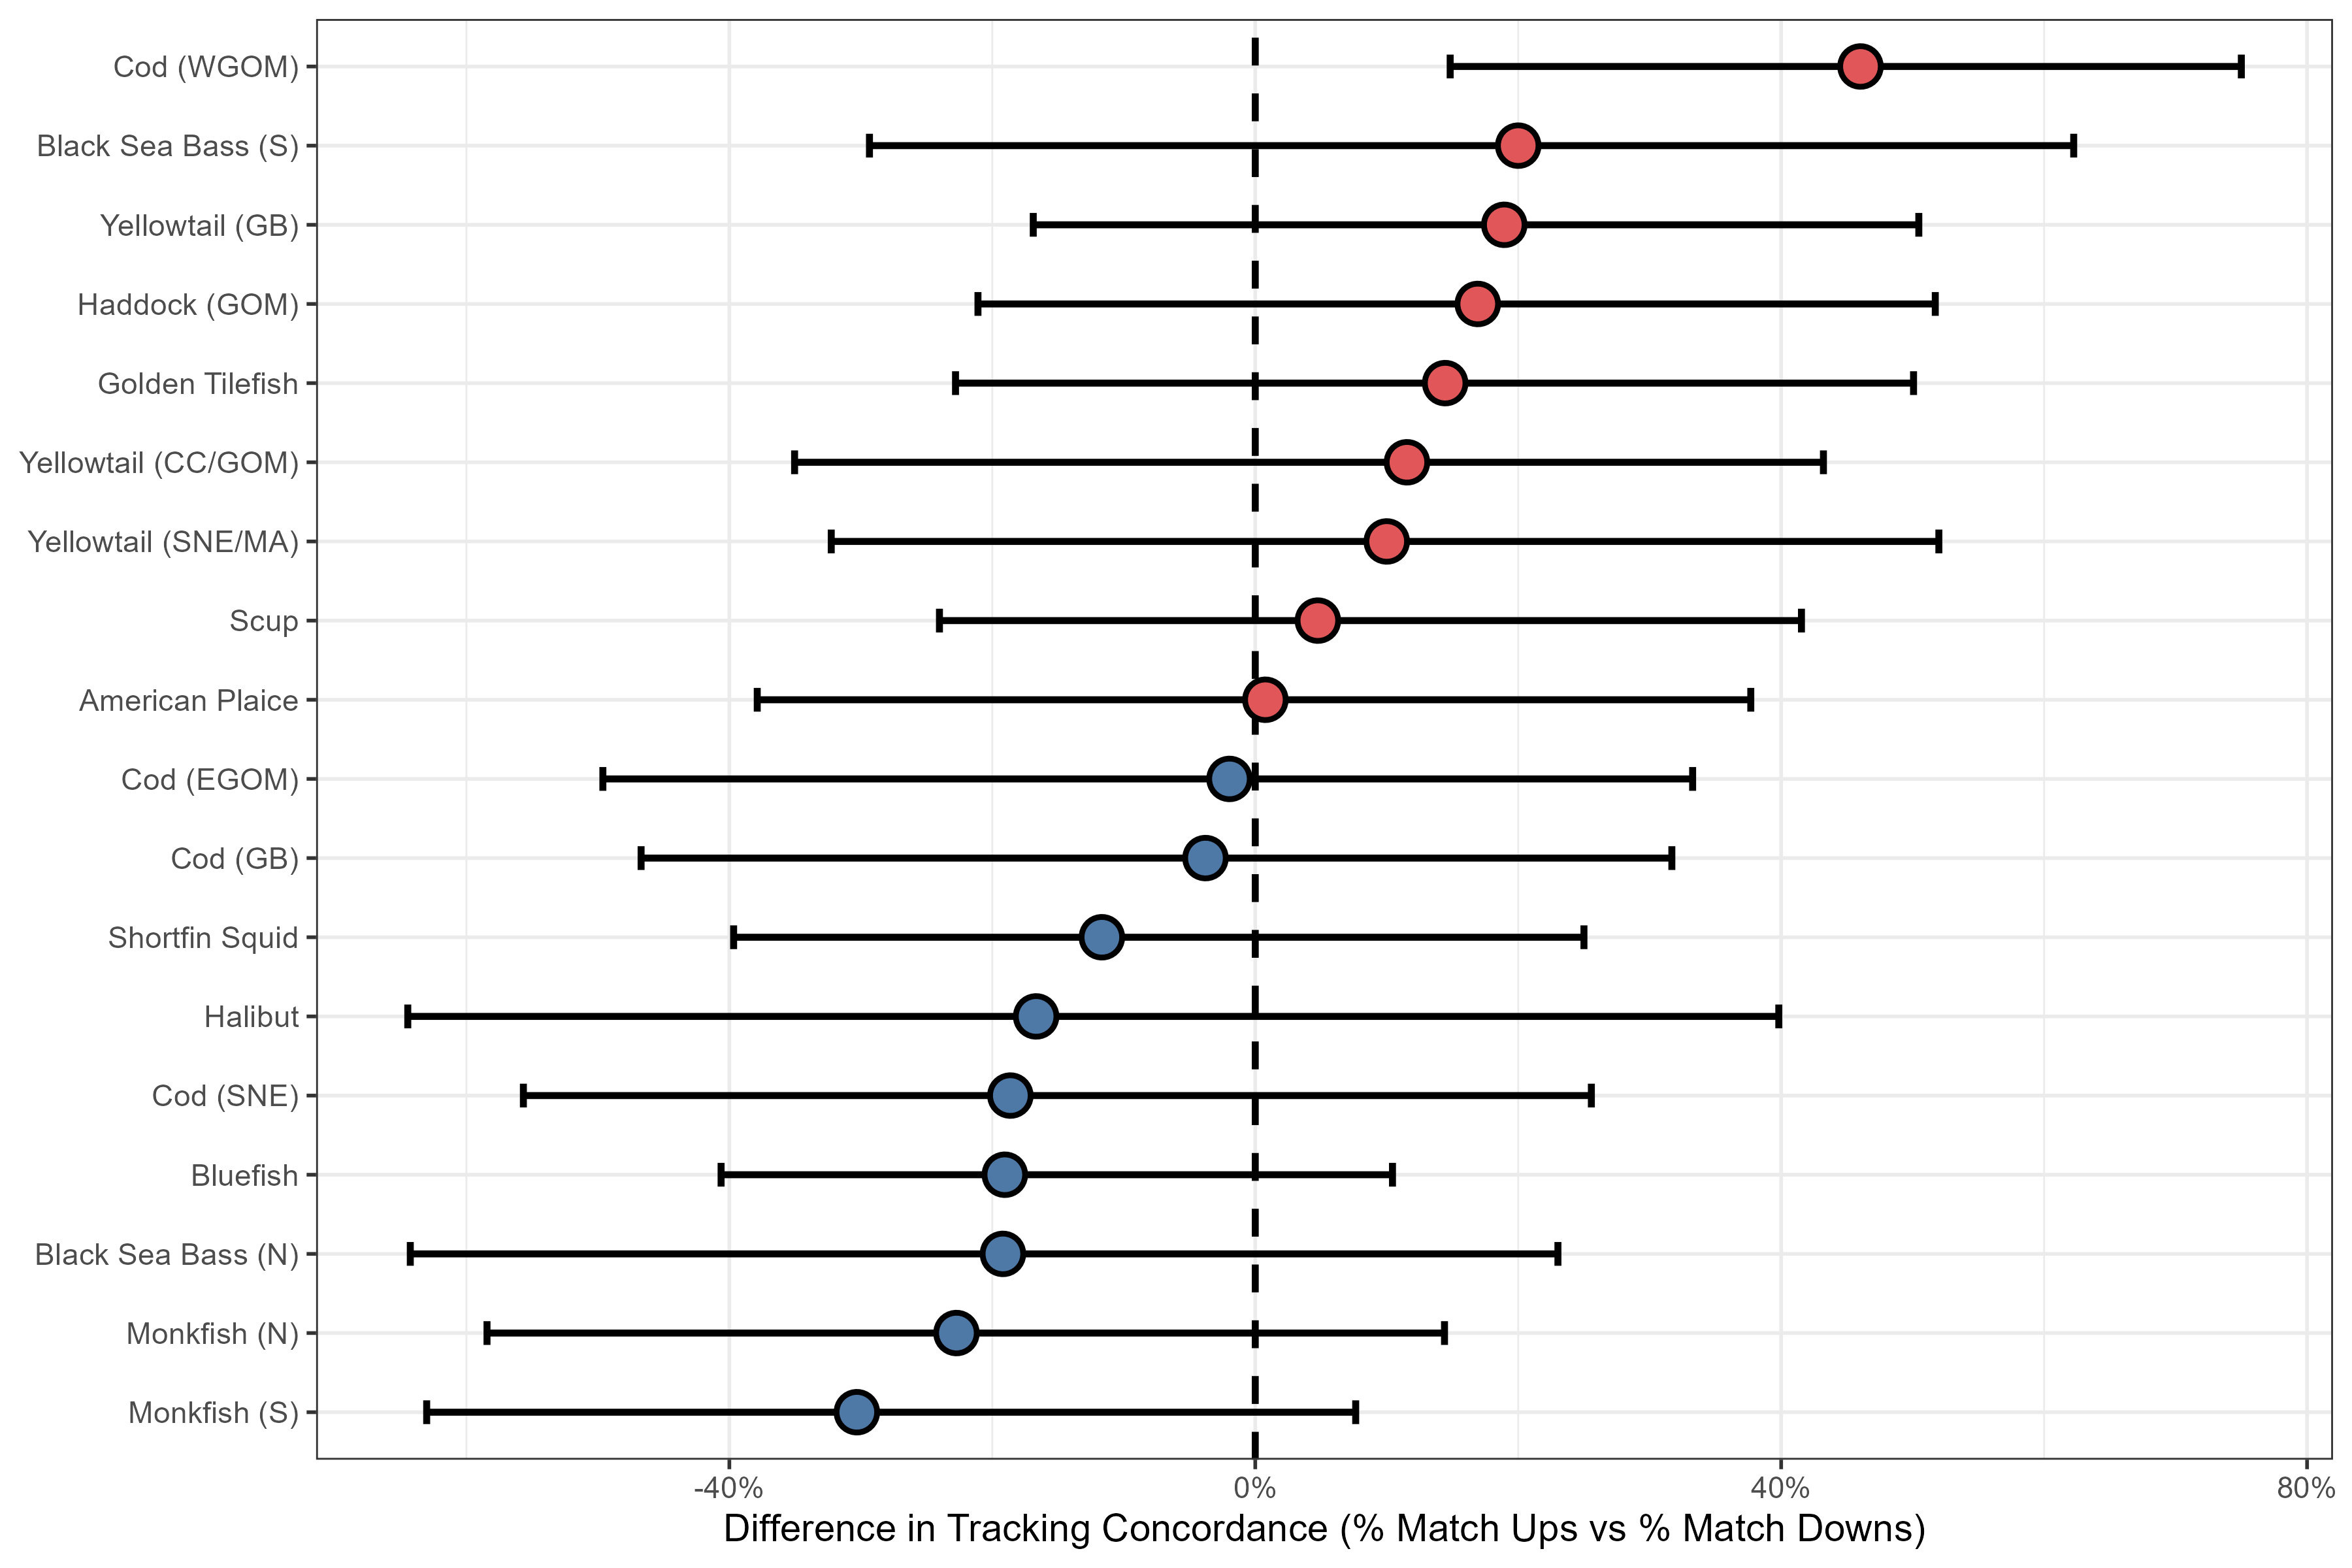 Cod (WGOM)
Black Sea Bass (S)
Yellowtail (GB)
Haddock (GOM)
Golden Tilefish
Yellowtail (CC/GOM)
Yellowtail (SNE/MA)
Scup
American Plaice
Cod (EGOM)
Cod (GB)
Shortfin Squid
Halibut
Cod (SNE)
Bluefish
Black Sea Bass (N)
Monkfish (N)
Monkfish (S)
-40% 0% 40% 80%
Difference in Tracking Concordance (% Match Ups vs % Match Downs)